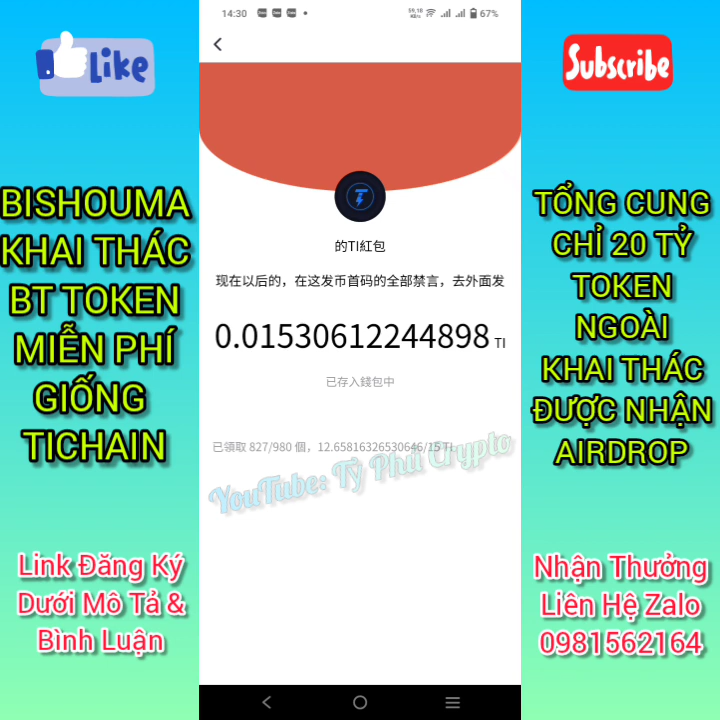 Like
BISHOUMA
KHAI THÁC
BT TOKEN
MIỄN PHÍ
GIỐNG
TICHAIN
Link Đăng Ký
Dưới Mô Tả &
Bình Luận
14:30
59,10
KB/s
67%
的TI紅包
现在以后的，在这发币首码的全部禁言，去外面发
0.01530612244898 TI
已存入錢包中
已領取 827/980 個，12.65816326530646/15 TI
YouTube: Tỷ Phú Crypto
Subscribe
TỔNG CUNG
CHỈ 20 TỶ
TOKEN
NGOÀI
KHAI THÁC
ĐƯỢC NHẬN
AIRDROP
Nhận Thưởng
Liên Hệ Zalo
0981562164